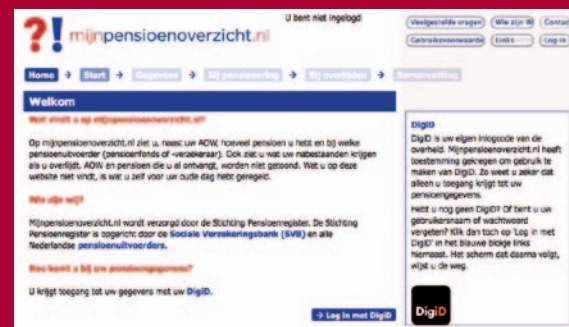 U bent niet ingelogd
Veelgestelde vragen
Wie zijn W
Contac
?! mijnpensioenoverzicht.nl
Gebruiksvoorwaarde
Links
Log in
Home → Start → Gegevens → Bij pensionering → Bij overlijden → Samenvatting
Welkom
Wat vindt u op mijnpensioenoverzicht.nl?
Op mijnpensioenoverzicht.nl ziet u, naast uw AOW, hoeveel pensioen u hebt en bij welke
pensioenuitvoerder (pensioenfonds of -verzekeraar). Ook ziet u wat uw nabestaanden krijgen
als u overlijdt. AOW en pensioen die u al ontvangt, worden niet getoond. Wat u op deze
website niet vindt, is wat u zelf voor uw oude dag hebt geregeld.
Wie zijn wij?
Mijnpensioenoverzicht.nl wordt verzorgd door de Stichting Pensioenregister. De Stichting
Pensioenregister is opgericht door de Sociale Verzekeringsbank (SVB) en alle
Nederlandse pensioenuitvoerders.
Hoe komt u bij uw pensioengegevens?
U krijgt toegang tot uw gegevens met uw DigiD.
→ Log in met DigiD
DigiD
DigiD is uw eigen inlogcode van de
overheid. Mijnpensioenoverzicht.nl heeft
toestemming gekregen om gebruik te
maken van DigiD. Zo weet u zeker dat
alleen u toegang krijgt tot uw
pensioengegevens.
Hebt u nog geen DigiD? Of bent u uw
gebruikersnaam of wachtwoord
vergeten? Klik dan toch op 'Log in met
DigiD' in het blauwe blokje links
hiernaast. Het scherm dat daarna volgt,
wijst u de weg.
DigiD